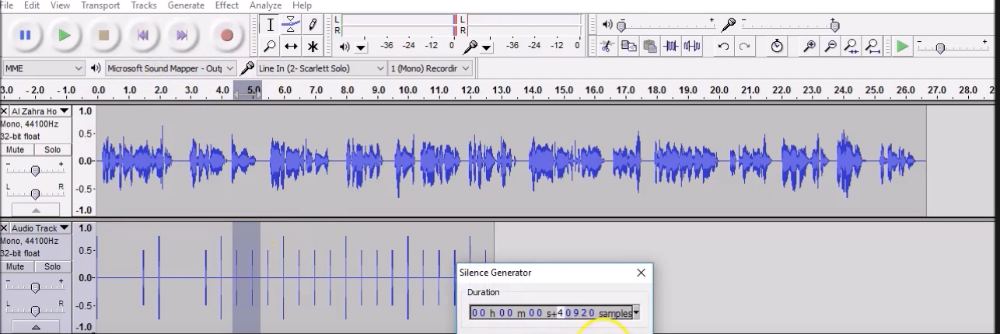 File Edit View Transport Tracks Generate Effect Analyze Help
L
R
-36 -24 -12 0
L
R
-36 -24 -12 0
- +
- +
- +
MME Microsoft Sound Mapper - Outp Line In (2- Scarlett Solo) 1 (Mono) Recordir
3.0 - 2.0 - 1.0 0.0 1.0 2.0 3.0 4.0 5.0 6.0 7.0 8.0 9.0 10.0 11.0 12.0 13.0 14.0 15.0 16.0 17.0 18.0 19.0 20.0 21.0 22.0 23.0 24.0 25.0 26.0 27.0 28.0 2
X Al Zahra Ho
Mono, 44100Hz
32-bit float
Mute Solo
- +
L R
1.0
0.5-
0.0-
-0.5-
-1.0
X Audio Track
Mono, 44100Hz
32-bit float
Mute Solo
- +
L R
1.0
0.5-
0.0-
-0.5-
-1.0
Silence Generator
Duration
00 h 00 m 00 s+40920 samples